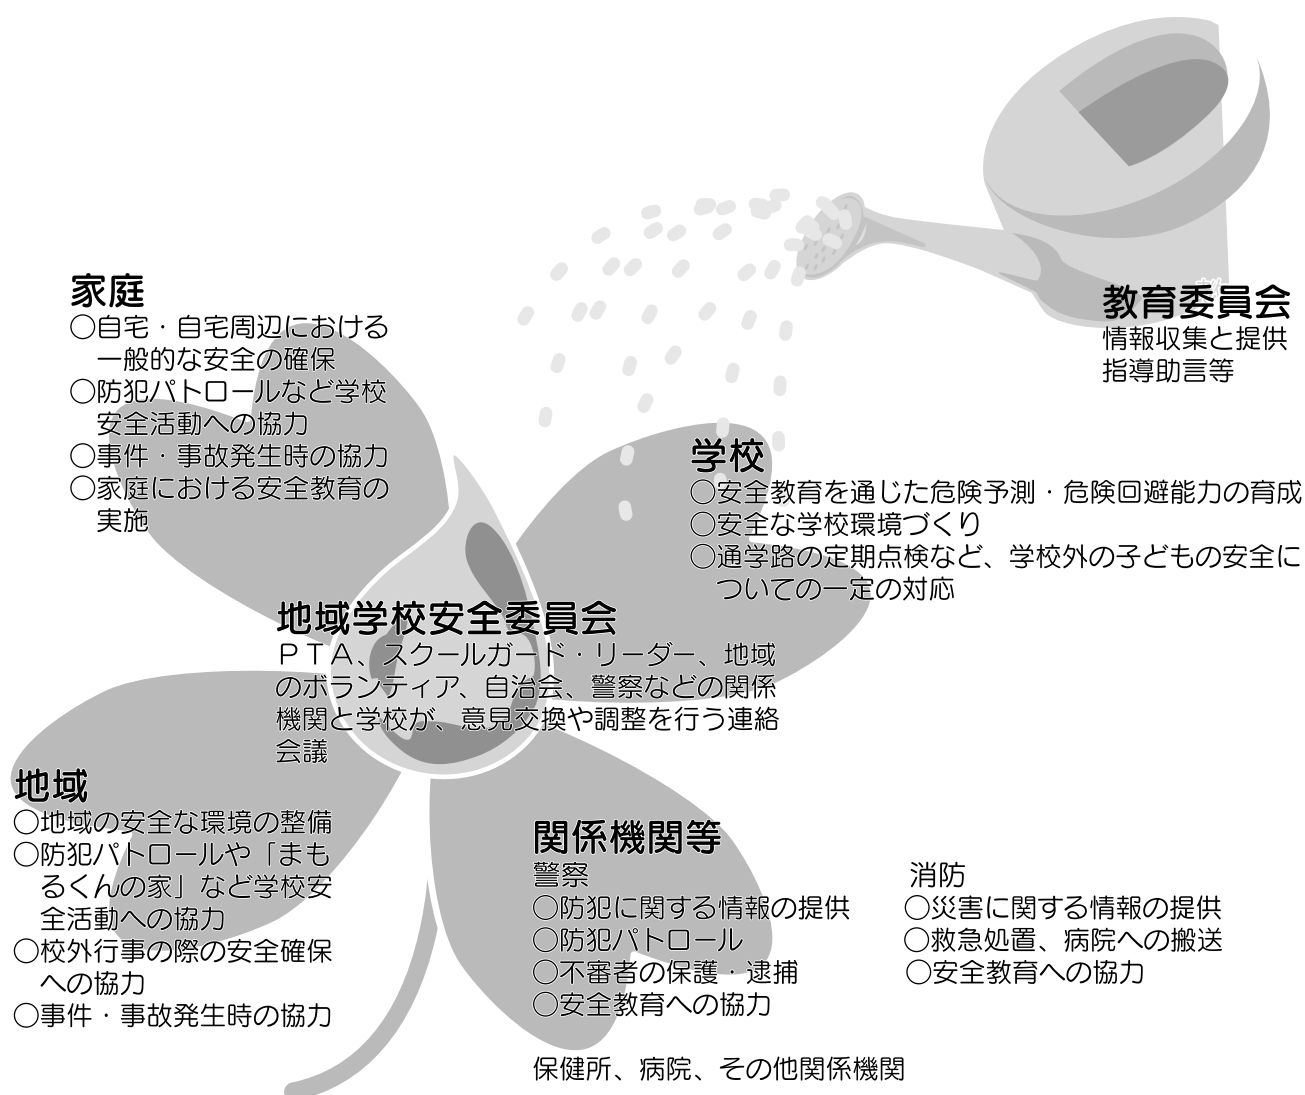 教育委員会
情報収集と提供
指導助言等
家庭
○自宅・自宅周辺における
一般的な安全の確保
○防犯パトロールなど学校
安全活動への協力
○事件・事故発生時の協力
○家庭における安全教育の
実施
学校
○安全教育を通じた危険予測・危険回避能力の育成
○安全な学校環境づくり
○通学路の定期点検など、学校外の子どもの安全に
ついての一定の対応
地域学校安全委員会
ＰＴＡ、スクールガード・リーダー、地域
のボランティア、自治会、警察などの関係
機関と学校が、意見交換や調整を行う連絡
会議
地域
○地域の安全な環境の整備
○防犯パトロールや「まも
るくんの家」など学校安
全活動への協力
○校外行事の際の安全確保
への協力
○事件・事故発生時の協力
関係機関等
警察
○防犯に関する情報の提供
○防犯パトロール
○不審者の保護・逮捕
○安全教育への協力
消防
○災害に関する情報の提供
○救急処置、病院への搬送
○安全教育への協力
保健所、病院、その他関係機関